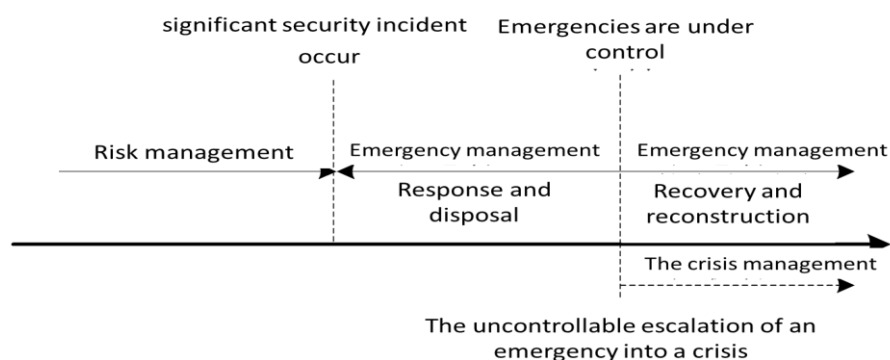 significant security incident
occur
Emergencies are under
control
Risk management
Emergency management
Emergency management
Response and
disposal
Recovery and
reconstruction
The crisis management
The uncontrollable escalation of an
emergency into a crisis